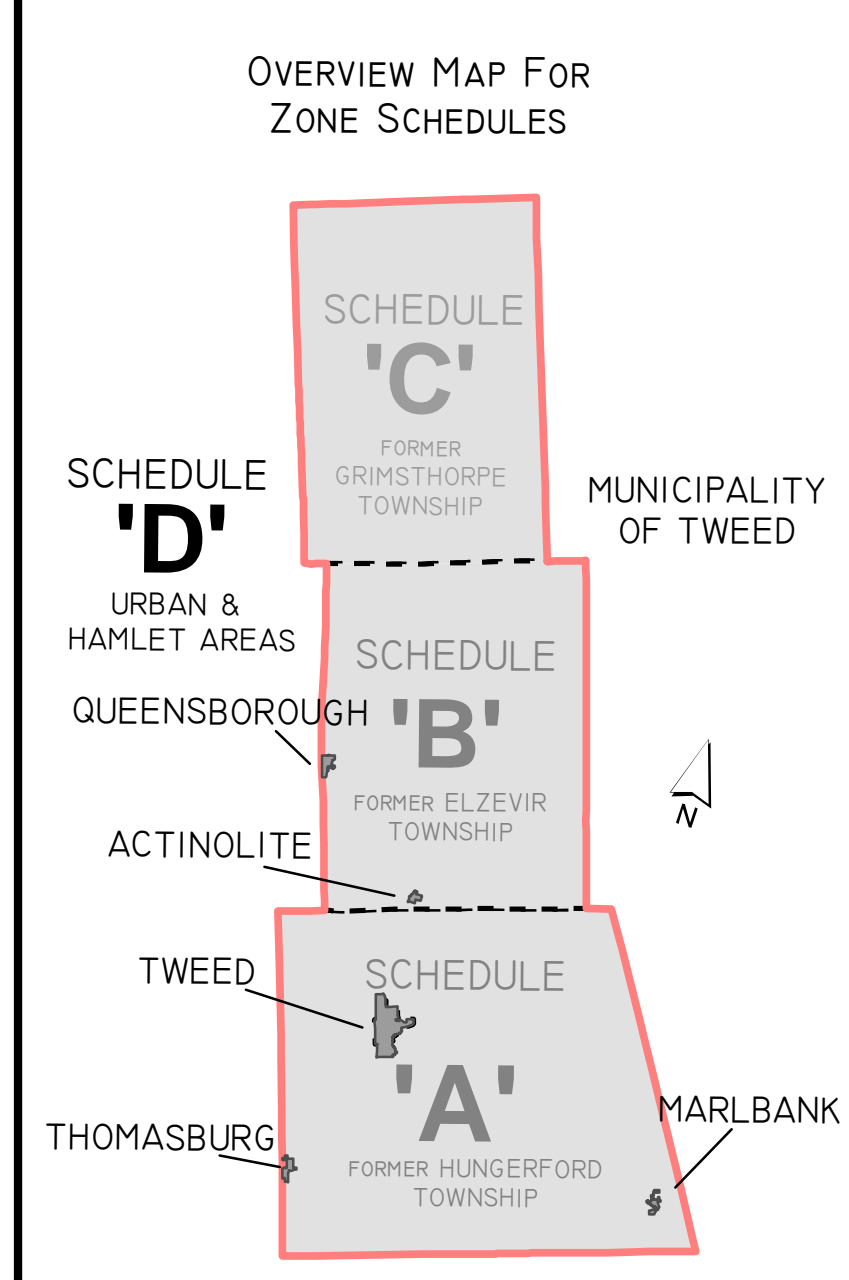 OVERVIEW MAP FOR
ZONE SCHEDULES
SCHEDULE
'C'
FORMER
GRIMSTHORPE
TOWNSHIP
SCHEDULE
'D'
URBAN &
HAMLET AREAS
MUNICIPALITY
OF TWEED
SCHEDULE
'B'
FORMER ELZEVIR
TOWNSHIP
QUEENSBOROUGH
ACTINOLITE
N
TWEED
SCHEDULE
'A'
FORMER HUNGERFORD
TOWNSHIP
THOMASBURG
MARLBANK